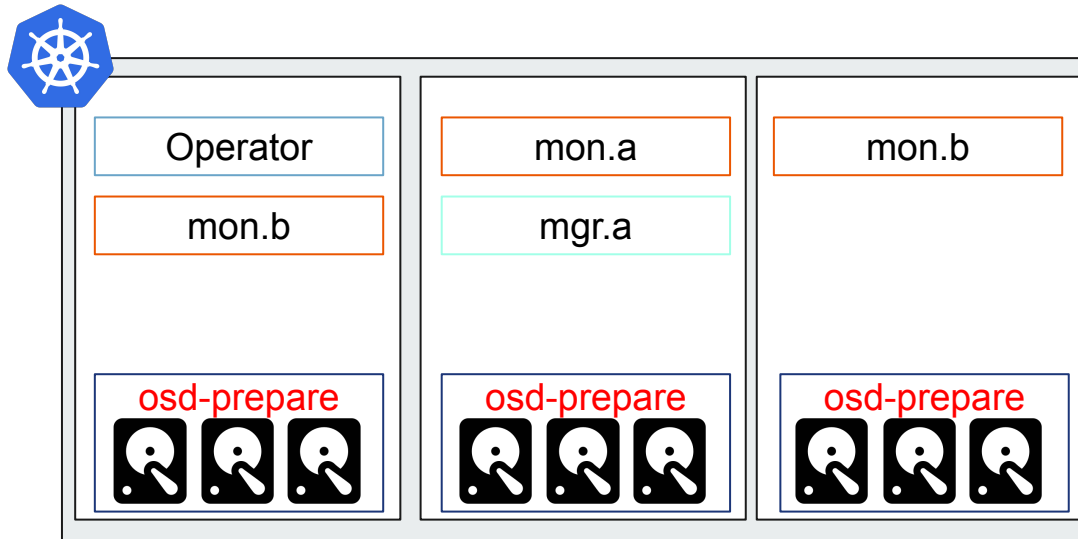 Operator
mon.b
osd-prepare
mon.a
mgr.a
osd-prepare
mon.b
osd-prepare